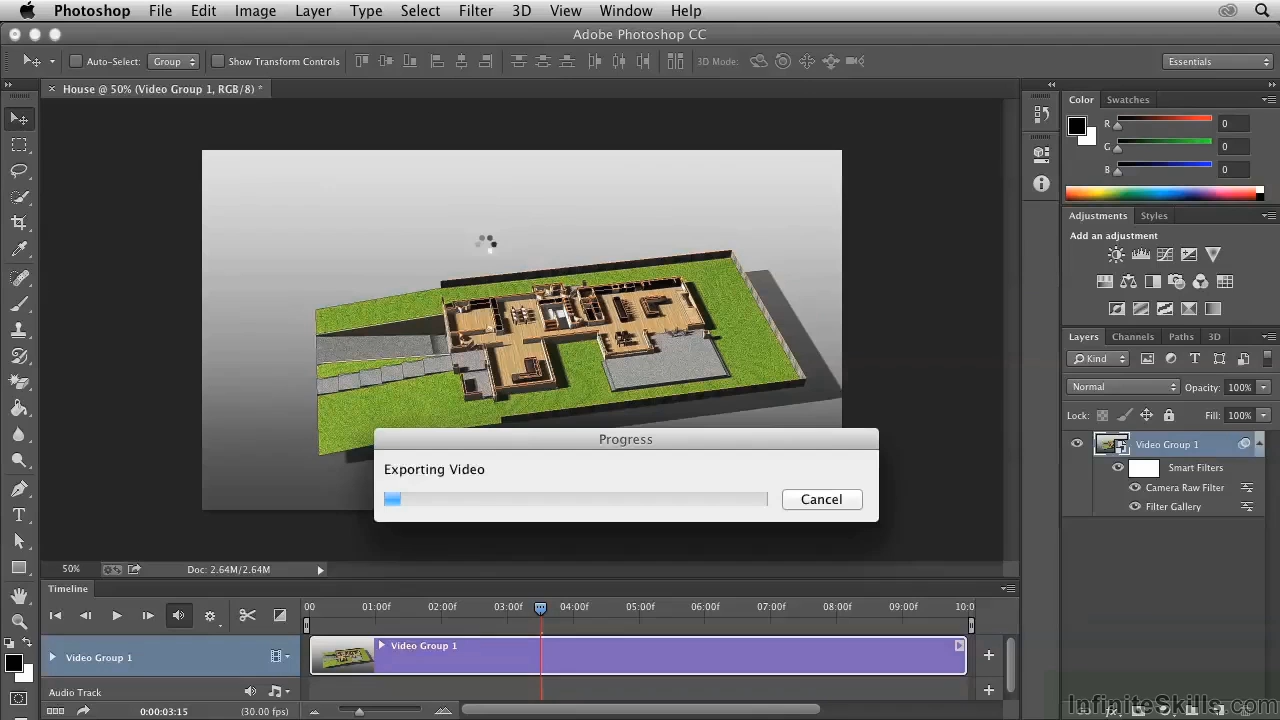 Photoshop File Edit Image Layer Type Select Filter 3D View Window Help
Adobe Photoshop CC
Auto-Select: Group Show Transform Controls 3D Mode: Essentials
House @ 50% (Video Group 1, RGB/8) *
Color Swatches
R 0
G 0
B 0
Adjustments Styles
Add an adjustment
Layers Channels Paths 3D
Kind
Normal Opacity: 100%
Lock: Fill: 100%
Video Group 1
Smart Filters
Camera Raw Filter
Filter Gallery
Progress
Exporting Video
Cancel
50% Doc: 2.64M/2.64M
Timeline
00 01:00f 02:00f 03:00f 04:00f 05:00f 06:00f 07:00f 08:00f 09:00f 10:0
Video Group 1
Video Group 1
Audio Track
0:00:03:15 (30.00 fps)
InfiniteSkills.com